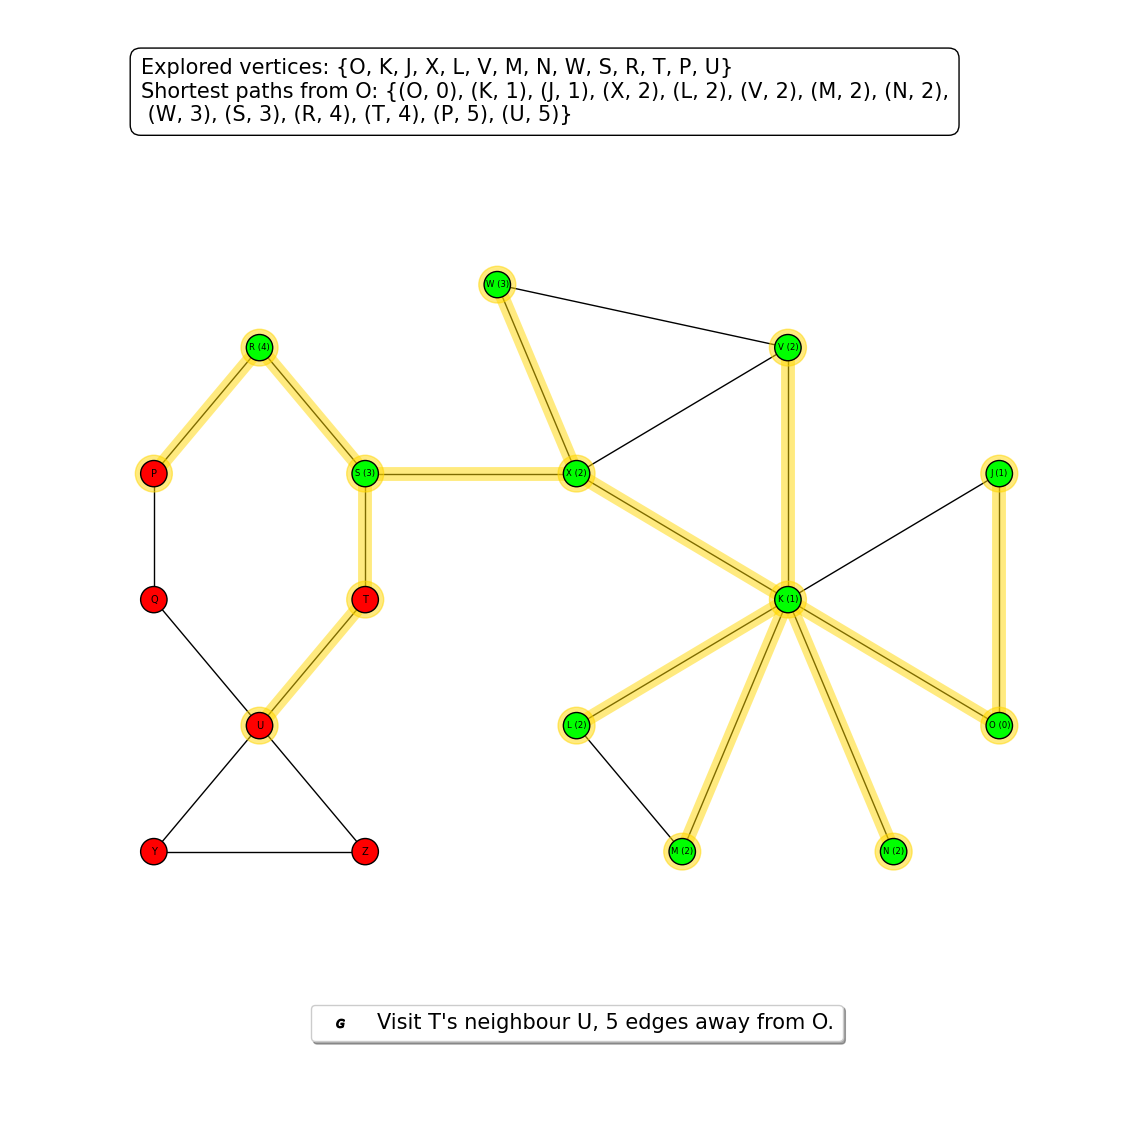 Explored vertices: {O, K, J, X, L, V, M, N, W, S, R, T, P, U}
Shortest paths from O: {(O, 0), (K, 1), (J, 1), (X, 2), (L, 2), (V, 2), (M, 2), (N, 2),
(W, 3), (S, 3), (R, 4), (T, 4), (P, 5), (U, 5)}
W (3)
R (4)
V (2)
P
S (3)
X (2)
J (1)
Q
T
K (1)
U
L (2)
O (0)
Y
Z
M (2)
N (2)
G Visit T's neighbour U, 5 edges away from O.